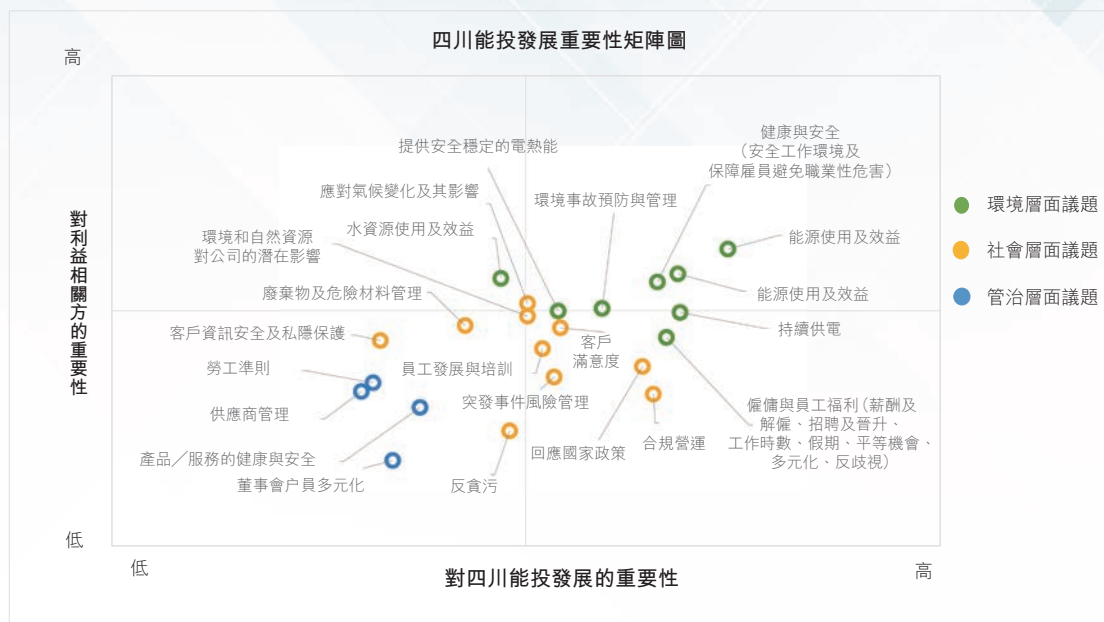 四川能投發展重要性矩陣圖
高
對利益相關方的重要性
提供安全穩定的電熱能
應對氣候變化及其影響
水資源使用及效益
環境和自然資源
對公司的潛在影響
廢棄物及危險材料管理
客戶資訊安全及私隱保護
勞工準則
供應商管理
產品／服務的健康與安全
董事會户員多元化
員工發展與培訓
突發事件風險管理
反貪污
環境事故預防與管理
健康與安全
（安全工作環境及
保障雇員避免職業性危害）
能源使用及效益
能源使用及效益
持續供電
客戶
滿意度
回應國家政策
合規營運
僱傭與員工福利（薪酬及
解僱、招聘及晉升、
工作時數、假期、平等機會、
多元化、反歧視）
環境層面議題
社會層面議題
管治層面議題
低
低
對四川能投發展的重要性
高